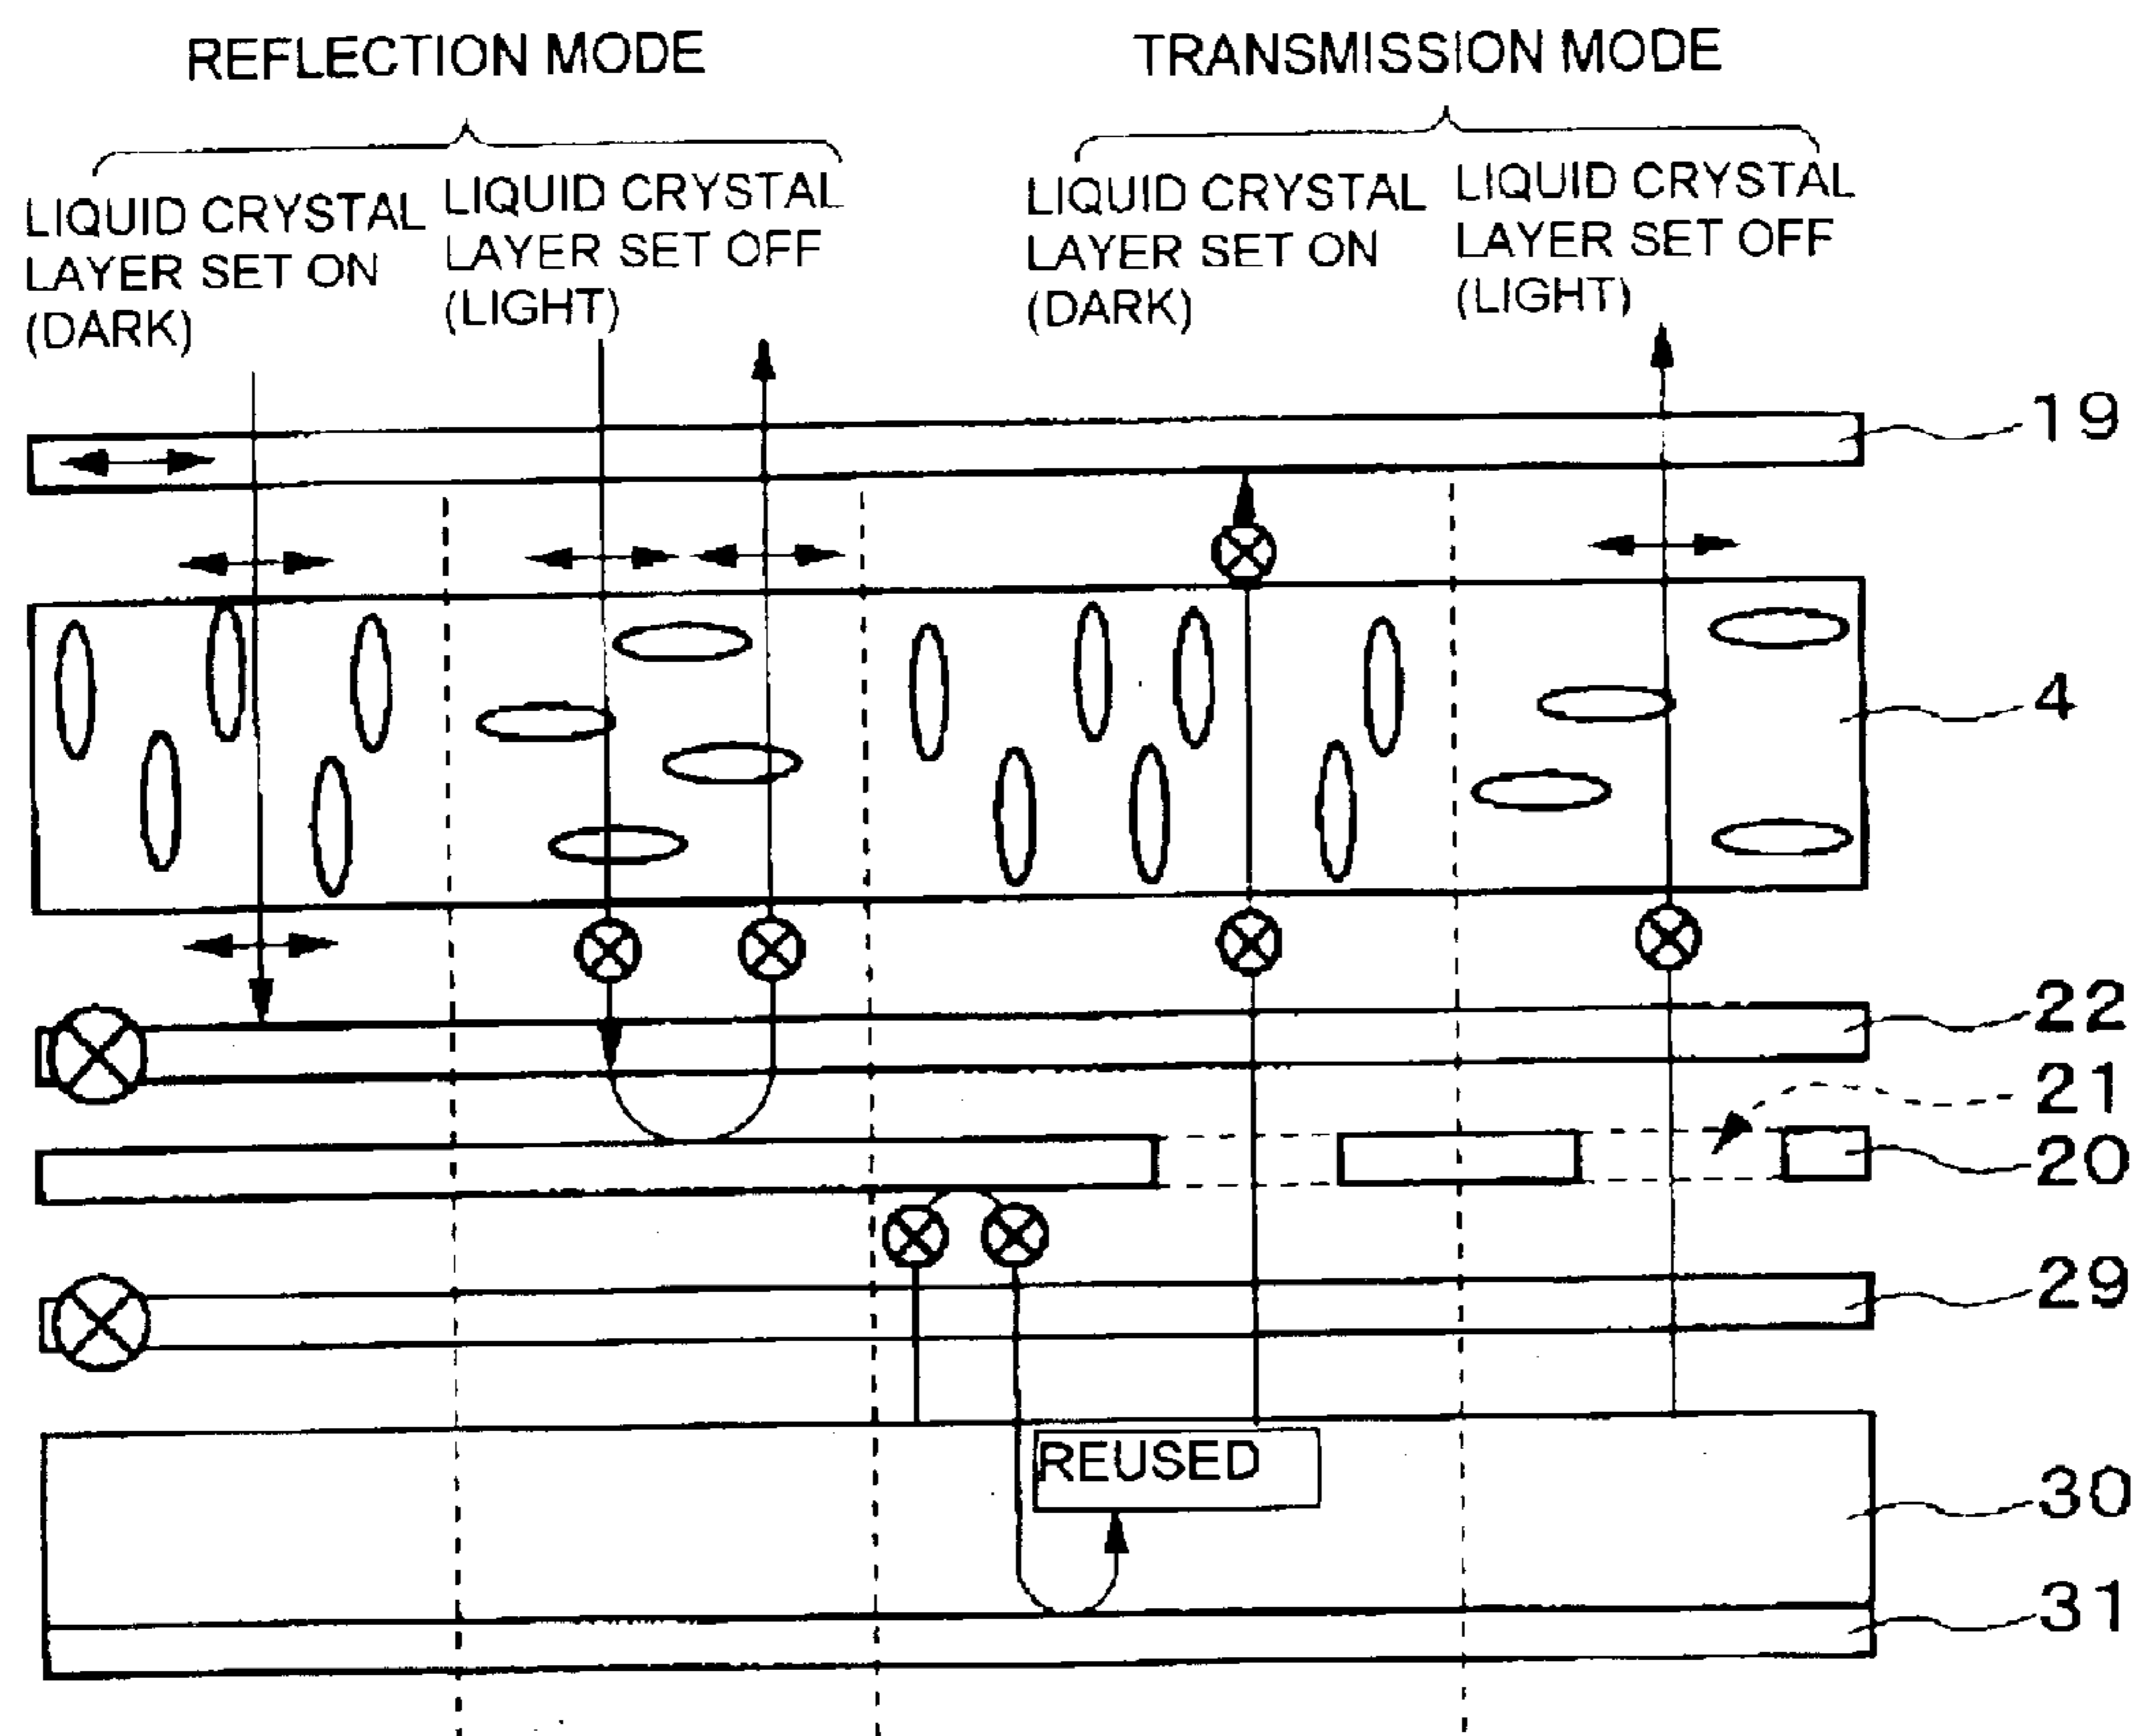 REFLECTION MODE
TRANSMISSION MODE
LIQUID CRYSTAL
LAYER SET ON
(DARK)
LIQUID CRYSTAL
LAYER SET OFF
(LIGHT)
LIQUID CRYSTAL
LAYER SET ON
(DARK)
LIQUID CRYSTAL
LAYER SET OFF
(LIGHT)
19
4
22
21
20
29
REUSED
30
31